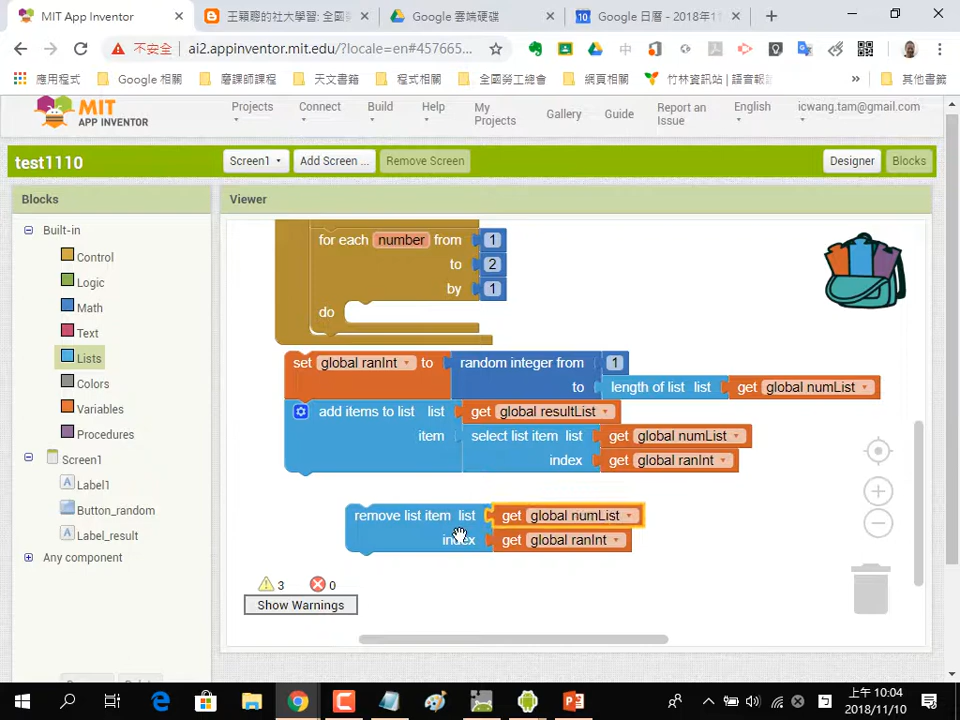 MIT App Inventor
王穎聰的社大學習: 全國勞
Google 雲端硬碟
10
Google 日曆 - 2018年1
不安全
ai2.appinventor.mit.edu/?locale=en#457665...
應用程式
Google 相關
磨課師課程
天文書籍
程式相關
全國勞工總會
網頁相關
竹林資訊站 | 語音報
»
其他書籤
MIT
APP INVENTOR
Projects
Connect
Build
Help
My Projects
Gallery
Guide
Report an Issue
English
icwang.tam@gmail.com
test1110
Screen1
Add Screen ...
Remove Screen
Designer
Blocks
Blocks
Viewer
Built-in
Control
Logic
Math
Text
Lists
Colors
Variables
Procedures
Screen1
Label1
Button_random
Label_result
Any component
for each number from 1
to 2
by 1
do
set global ranInt to random integer from 1
to length of list list get global numList
add items to list list get global resultList
item select list item list get global numList
index get global ranInt
remove list item list get global numList
index get global ranInt
3
0
Show Warnings
上午 10:04
2018/11/10